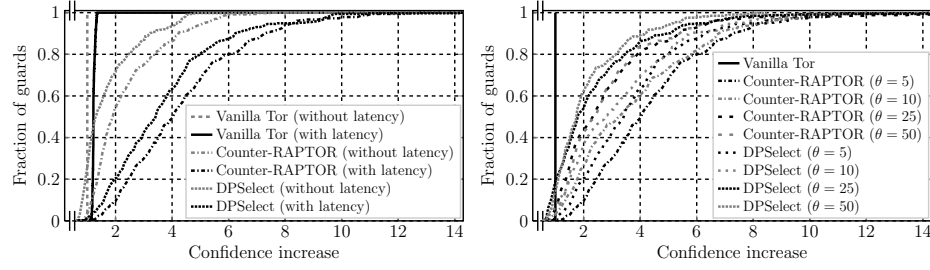 Fraction of guards
1
0.8
0.6
0.4
0.2
0
2 4 6 8 10 12 14
Confidence increase
Vanilla Tor (without latency)
Vanilla Tor (with latency)
Counter-RAPTOR (without latency)
Counter-RAPTOR (with latency)
DPSelect (without latency)
DPSelect (with latency)
Fraction of guards
1
0.8
0.6
0.4
0.2
0
2 4 6 8 10 12 14
Confidence increase
Vanilla Tor
Counter-RAPTOR (θ = 5)
Counter-RAPTOR (θ = 10)
Counter-RAPTOR (θ = 25)
Counter-RAPTOR (θ = 50)
DPSelect (θ = 5)
DPSelect (θ = 10)
DPSelect (θ = 25)
DPSelect (θ = 50)